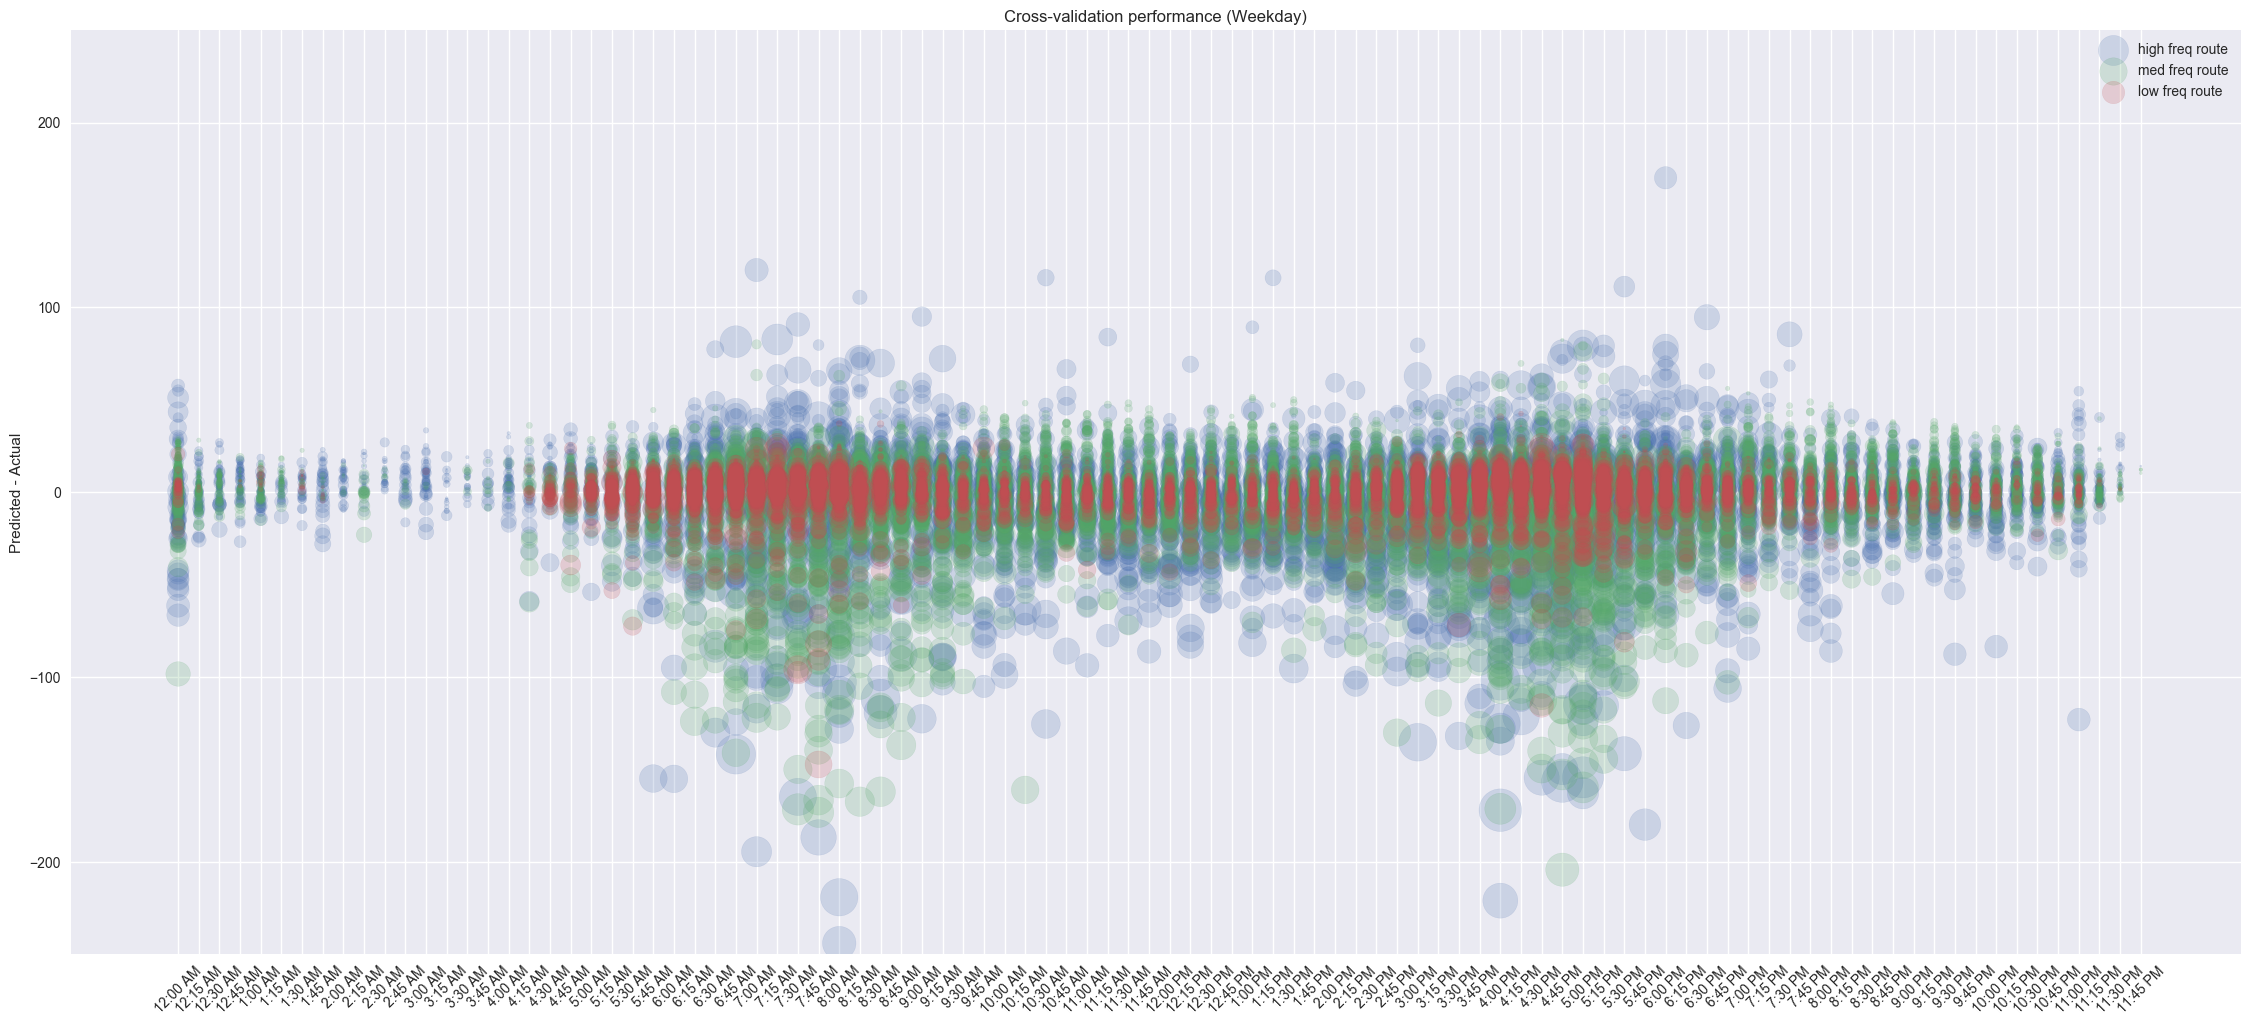 Cross-validation performance (Weekday)
high freq route
med freq route
low freq route
Predicted - Actual
200
100
0
−100
−200
12:00 AM
12:15 AM
12:30 AM
12:45 AM
1:00 AM
1:15 AM
1:30 AM
1:45 AM
2:00 AM
2:15 AM
2:30 AM
2:45 AM
3:00 AM
3:15 AM
3:30 AM
3:45 AM
4:00 AM
4:15 AM
4:30 AM
4:45 AM
5:00 AM
5:15 AM
5:30 AM
5:45 AM
6:00 AM
6:15 AM
6:30 AM
6:45 AM
7:00 AM
7:15 AM
7:30 AM
7:45 AM
8:00 AM
8:15 AM
8:30 AM
8:45 AM
9:00 AM
9:15 AM
9:30 AM
9:45 AM
10:00 AM
10:15 AM
10:30 AM
10:45 AM
11:00 AM
11:15 AM
11:30 AM
11:45 AM
12:00 PM
12:15 PM
12:30 PM
12:45 PM
1:00 PM
1:15 PM
1:30 PM
1:45 PM
2:00 PM
2:15 PM
2:30 PM
2:45 PM
3:00 PM
3:15 PM
3:30 PM
3:45 PM
4:00 PM
4:15 PM
4:30 PM
4:45 PM
5:00 PM
5:15 PM
5:30 PM
5:45 PM
6:00 PM
6:15 PM
6:30 PM
6:45 PM
7:00 PM
7:15 PM
7:30 PM
7:45 PM
8:00 PM
8:15 PM
8:30 PM
8:45 PM
9:00 PM
9:15 PM
9:30 PM
9:45 PM
10:00 PM
10:15 PM
10:30 PM
10:45 PM
11:00 PM
11:15 PM
11:30 PM
11:45 PM